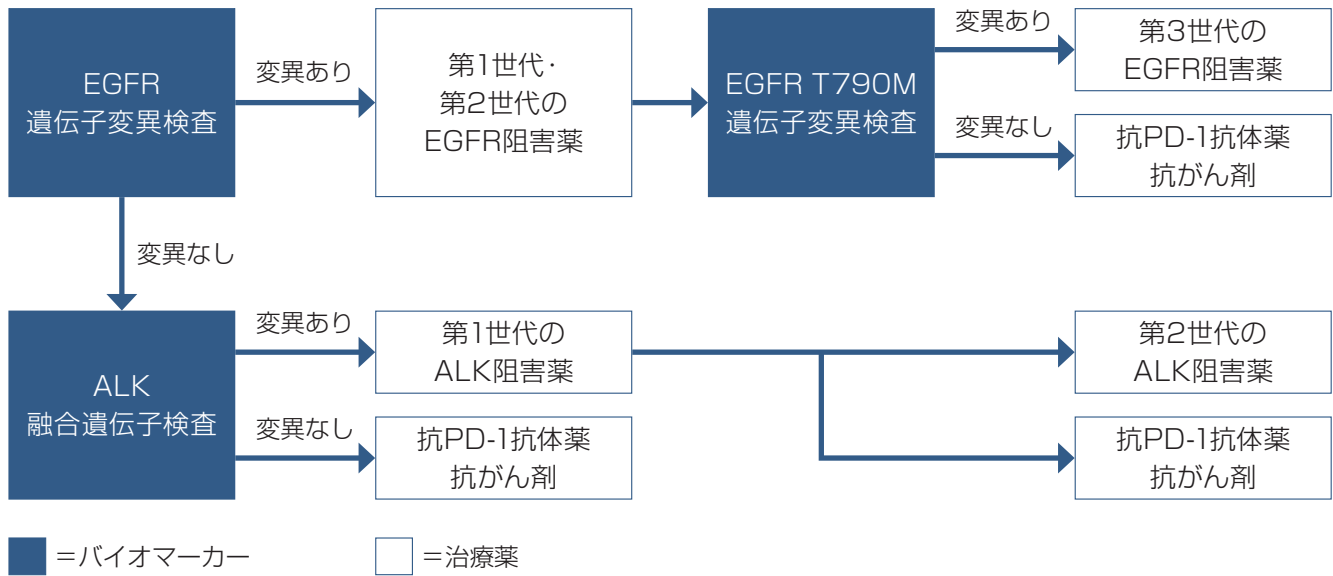 EGFR
遺伝子変異検査
変異あり
第1世代・
第2世代の
EGFR阻害薬
EGFR T790M
遺伝子変異検査
変異あり
第3世代の
EGFR阻害薬
変異なし
抗PD-1抗体薬
抗がん剤
変異なし
ALK
融合遺伝子検査
変異あり
第1世代の
ALK阻害薬
第2世代の
ALK阻害薬
変異なし
抗PD-1抗体薬
抗がん剤
抗PD-1抗体薬
抗がん剤
=バイオマーカー
=治療薬